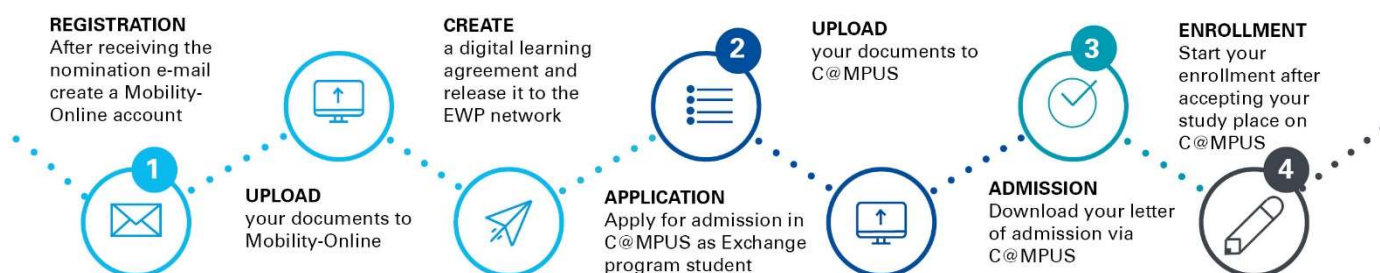 REGISTRATION
After receiving the
nomination e-mail
create a Mobility-
Online account
1
UPLOAD
your documents to
Mobility-Online
CREATE
a digital learning
agreement and
release it to the
EWP network
2
APPLICATION
Apply for admission in
C@MPUS as Exchange
program student
UPLOAD
your documents to
C@MPUS
3
ADMISSION
Download your letter
of admission via
C@MPUS
ENROLLMENT
Start your
enrollment after
accepting your
study place on
C@MPUS
4